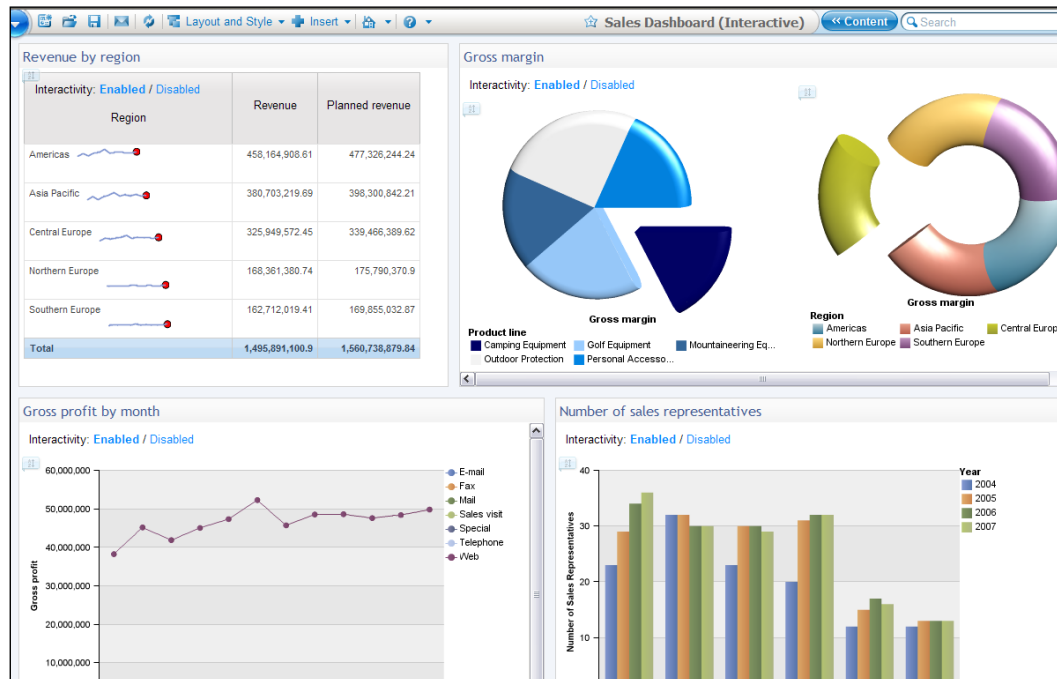 Layout and Style
Insert
Sales Dashboard (Interactive)
Content
Search
Revenue by region
Interactivity: Enabled / Disabled
Region
Revenue
Planned revenue
Americas 458,164,908.61 477,326,244.24
Asia Pacific 380,703,219.69 398,300,842.21
Central Europe 325,949,572.45 339,466,389.62
Northern Europe 168,361,380.74 175,790,370.9
Southern Europe 162,712,019.41 169,855,032.87
Total 1,495,891,100.9 1,560,738,879.84
Gross margin
Interactivity: Enabled / Disabled
Gross margin
Product line
Camping Equipment Golf Equipment Mountaineering Eq...
Outdoor Protection Personal Accesso...
Gross margin
Region
Americas Asia Pacific Central Europ
Northern Europe Southern Europe
Gross profit by month
Interactivity: Enabled / Disabled
60,000,000
50,000,000
40,000,000
30,000,000
20,000,000
10,000,000
Gross profit
E-mail
Fax
Mail
Sales visit
Special
Telephone
Web
Number of sales representatives
Interactivity: Enabled / Disabled
40
30
20
10
Number of Sales Representatives
Year
2004
2005
2006
2007